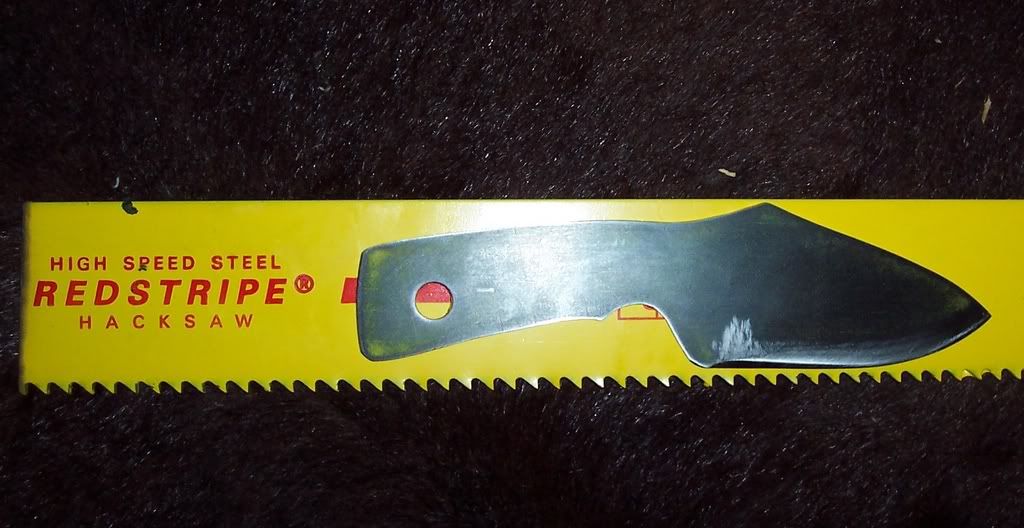 HIGH SPEED STEEL
REDSTRIPE®
HACKSAW